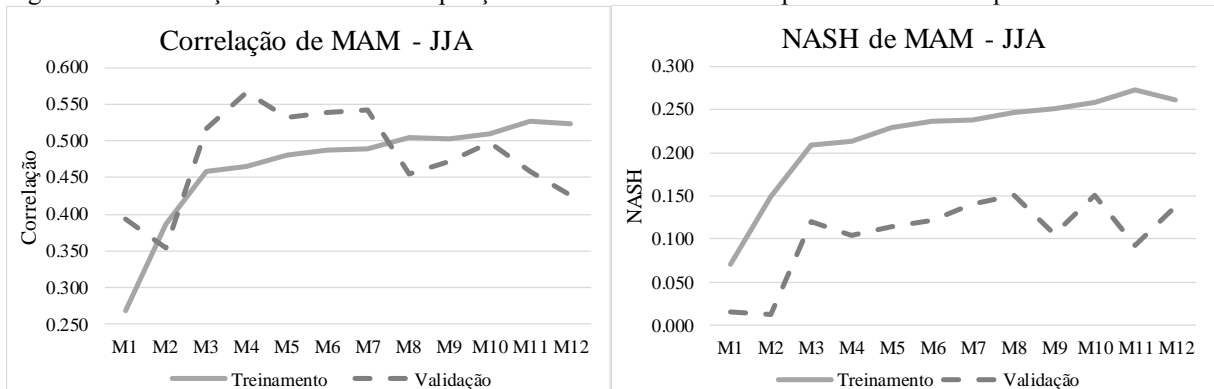 Correlação de MAM - JJA
0.600
0.550
0.500
0.450
0.400
0.350
0.300
0.250
Correlação
M1 M2 M3 M4 M5 M6 M7 M8 M9 M10 M11 M12
Treinamento Validação
NASH de MAM - JJA
0.300
0.250
0.200
0.150
0.100
0.050
0.000
NASH
M1 M2 M3 M4 M5 M6 M7 M8 M9 M10 M11 M12
Treinamento Validação